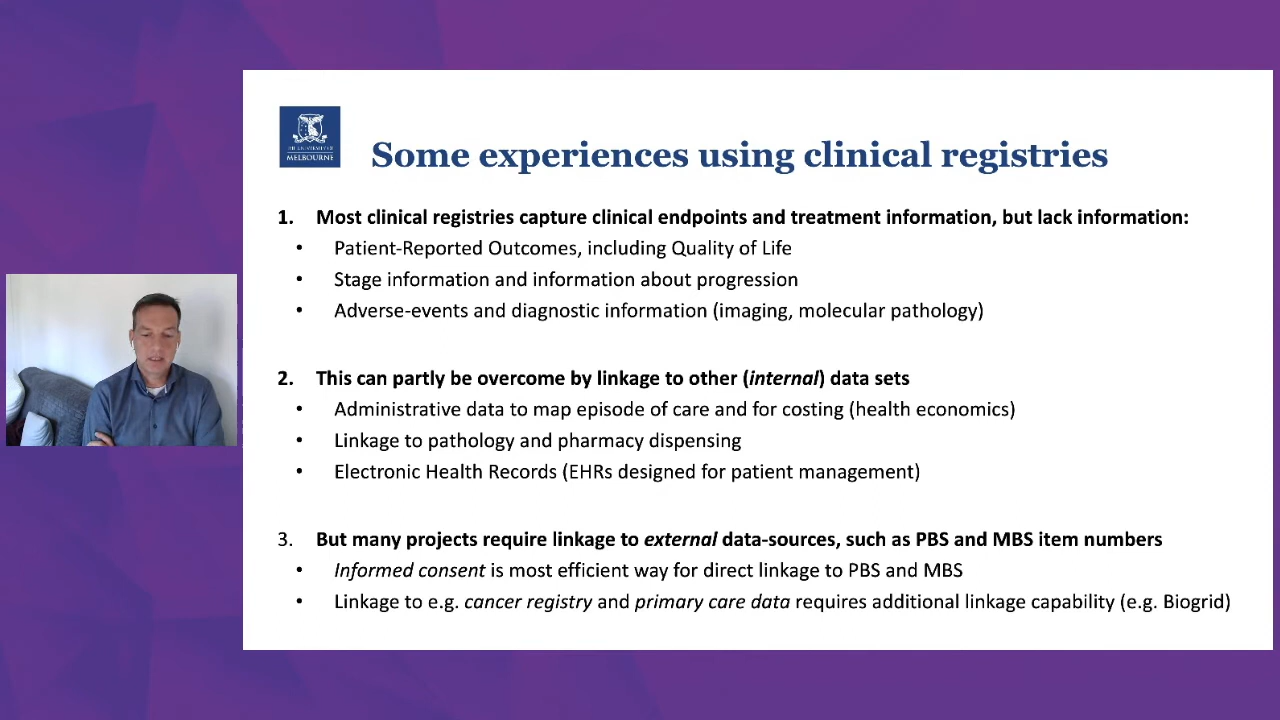 THE UNIVERSITY OF
MELBOURNE
Some experiences using clinical registries
1. Most clinical registries capture clinical endpoints and treatment information, but lack information:
• Patient-Reported Outcomes, including Quality of Life
• Stage information and information about progression
• Adverse-events and diagnostic information (imaging, molecular pathology)
2. This can partly be overcome by linkage to other (internal) data sets
• Administrative data to map episode of care and for costing (health economics)
• Linkage to pathology and pharmacy dispensing
• Electronic Health Records (EHRs designed for patient management)
3. But many projects require linkage to external data-sources, such as PBS and MBS item numbers
• Informed consent is most efficient way for direct linkage to PBS and MBS
• Linkage to e.g. cancer registry and primary care data requires additional linkage capability (e.g. Biogrid)